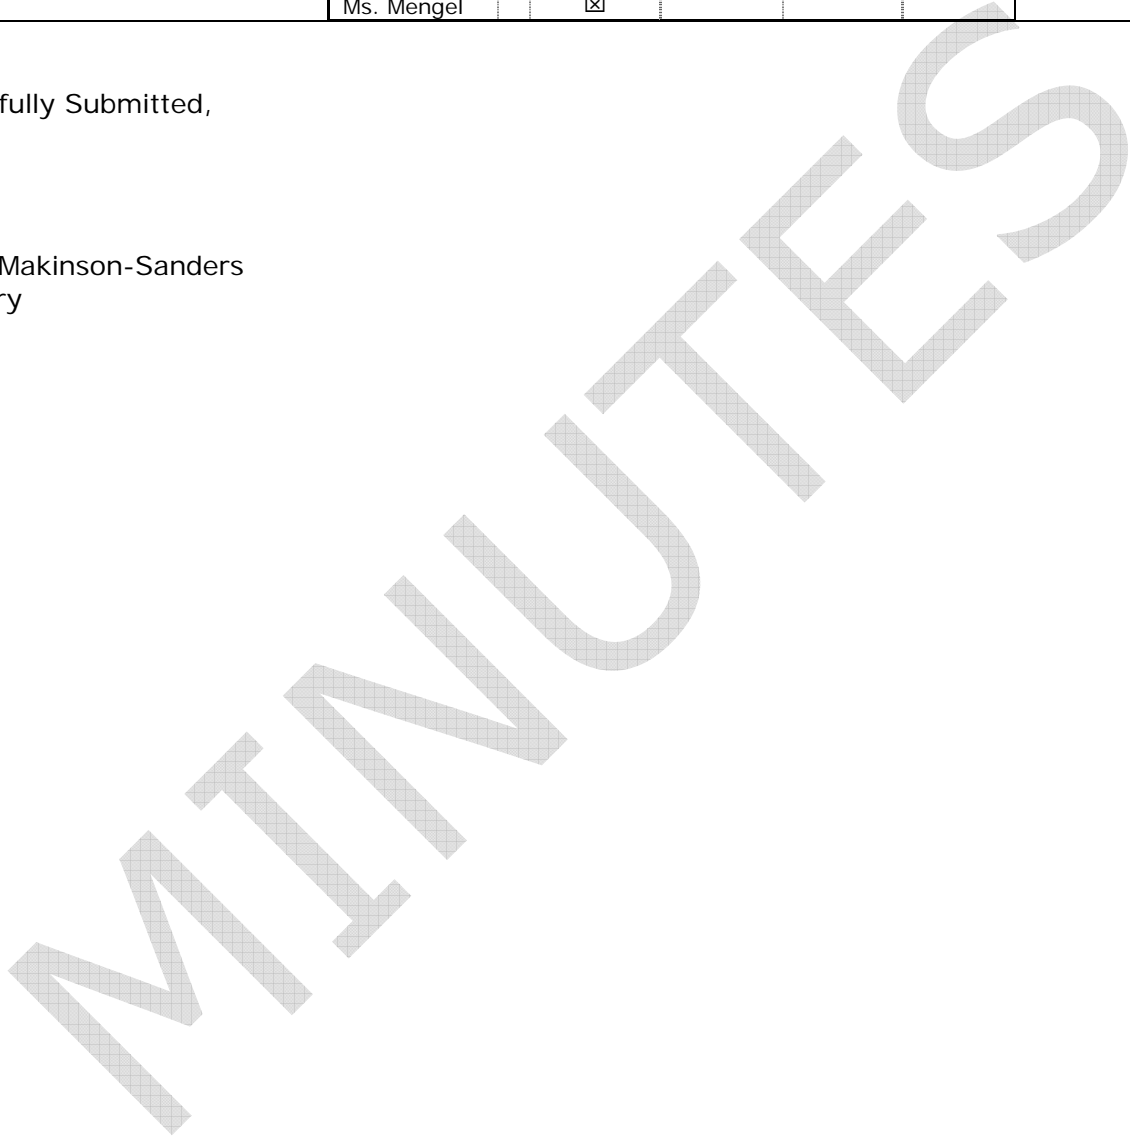 Ms. Mengel ☒
fully Submitted,
Makinson-Sanders
ry
MINUTES